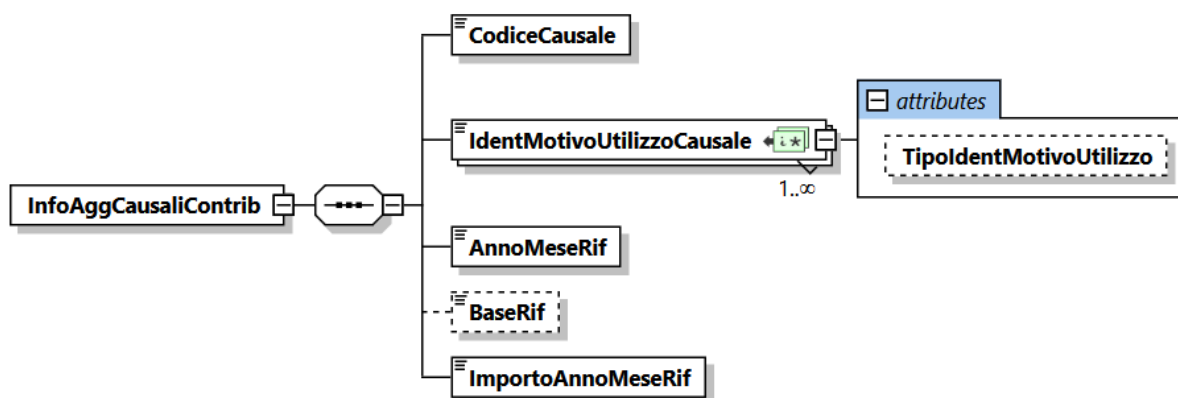 CodiceCausale
attributes
IdentMotivoUtilizzoCausale
TipoIdentMotivoUtilizzo
1..∞
InfoAggCausaliContrib
AnnoMeseRif
BaseRif
ImportoAnnoMeseRif